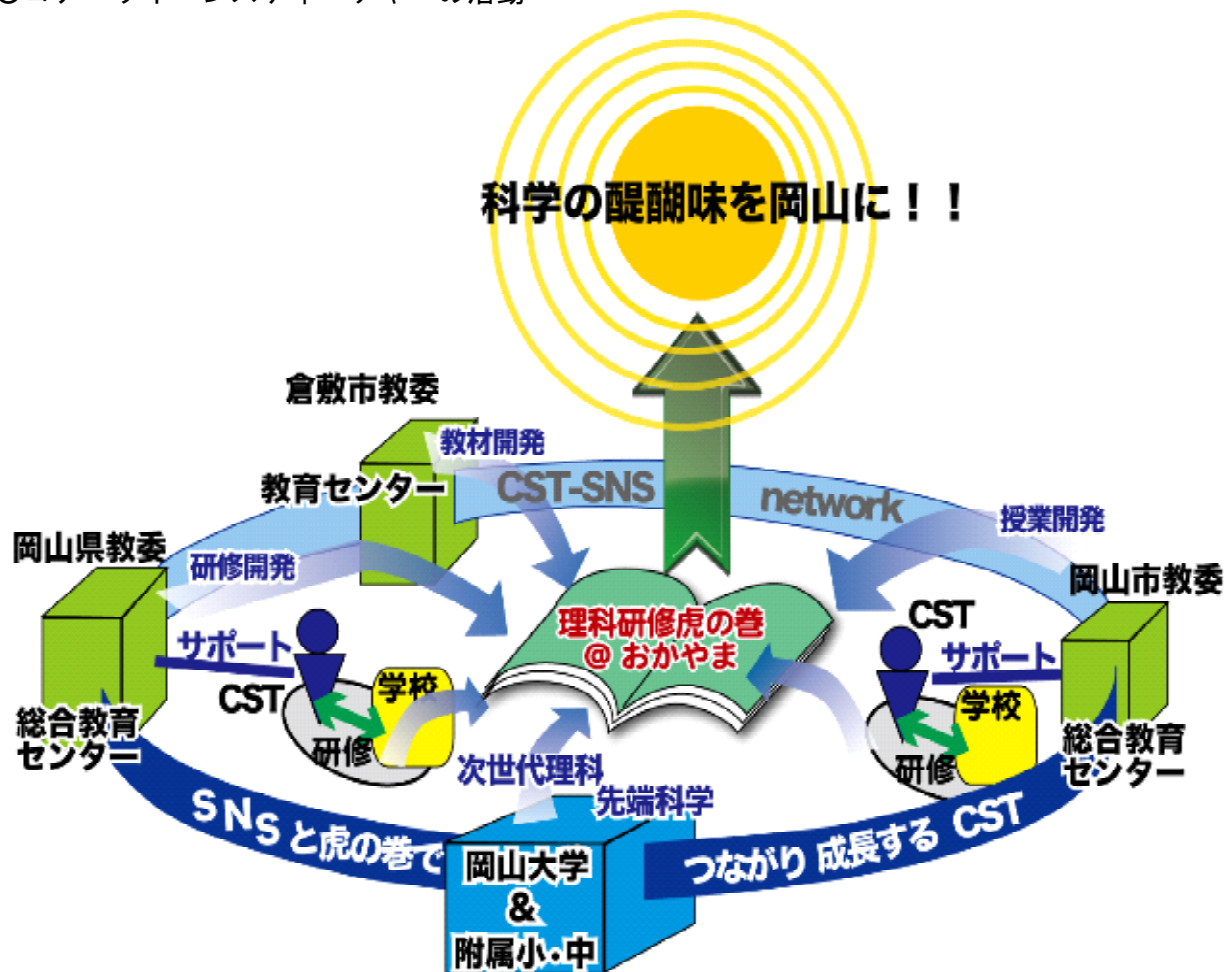 科学の醍醐味を岡山に！！
倉敷市教委
教材開発
教育センター
CST-SNS
network
授業開発
岡山県教委
研修開発
岡山市教委
理科研修虎の巻
@ おかやま
CST
サポート
サポート
CST
学校
学校
研修
研修
総合教育
センター
総合教育
センター
次世代理科
先端科学
SNSと虎の巻で
つながり 成長する CST
岡山大学
&
附属小・中